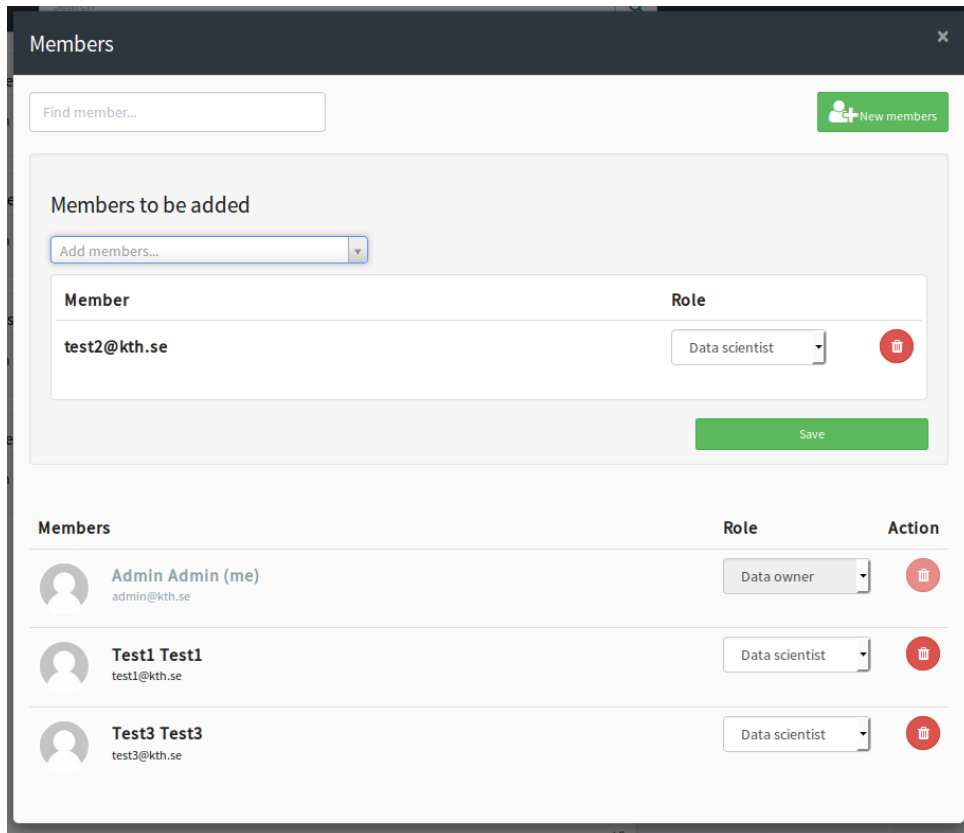 Search
Members ×
Find member...
New members
Members to be added
Add members...
Member Role
test2@kth.se Data scientist
Save
Members Role Action
Admin Admin (me) Data owner
admin@kth.se
Test1 Test1 Data scientist
test1@kth.se
Test3 Test3 Data scientist
test3@kth.se